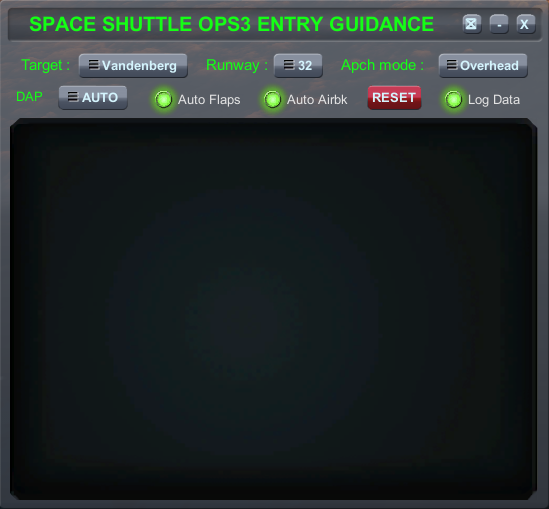 SPACE SHUTTLE OPS3 ENTRY GUIDANCE - X
Target : Vandenberg Runway : 32 Apch mode : Overhead
DAP AUTO Auto Flaps Auto Airbk RESET Log Data